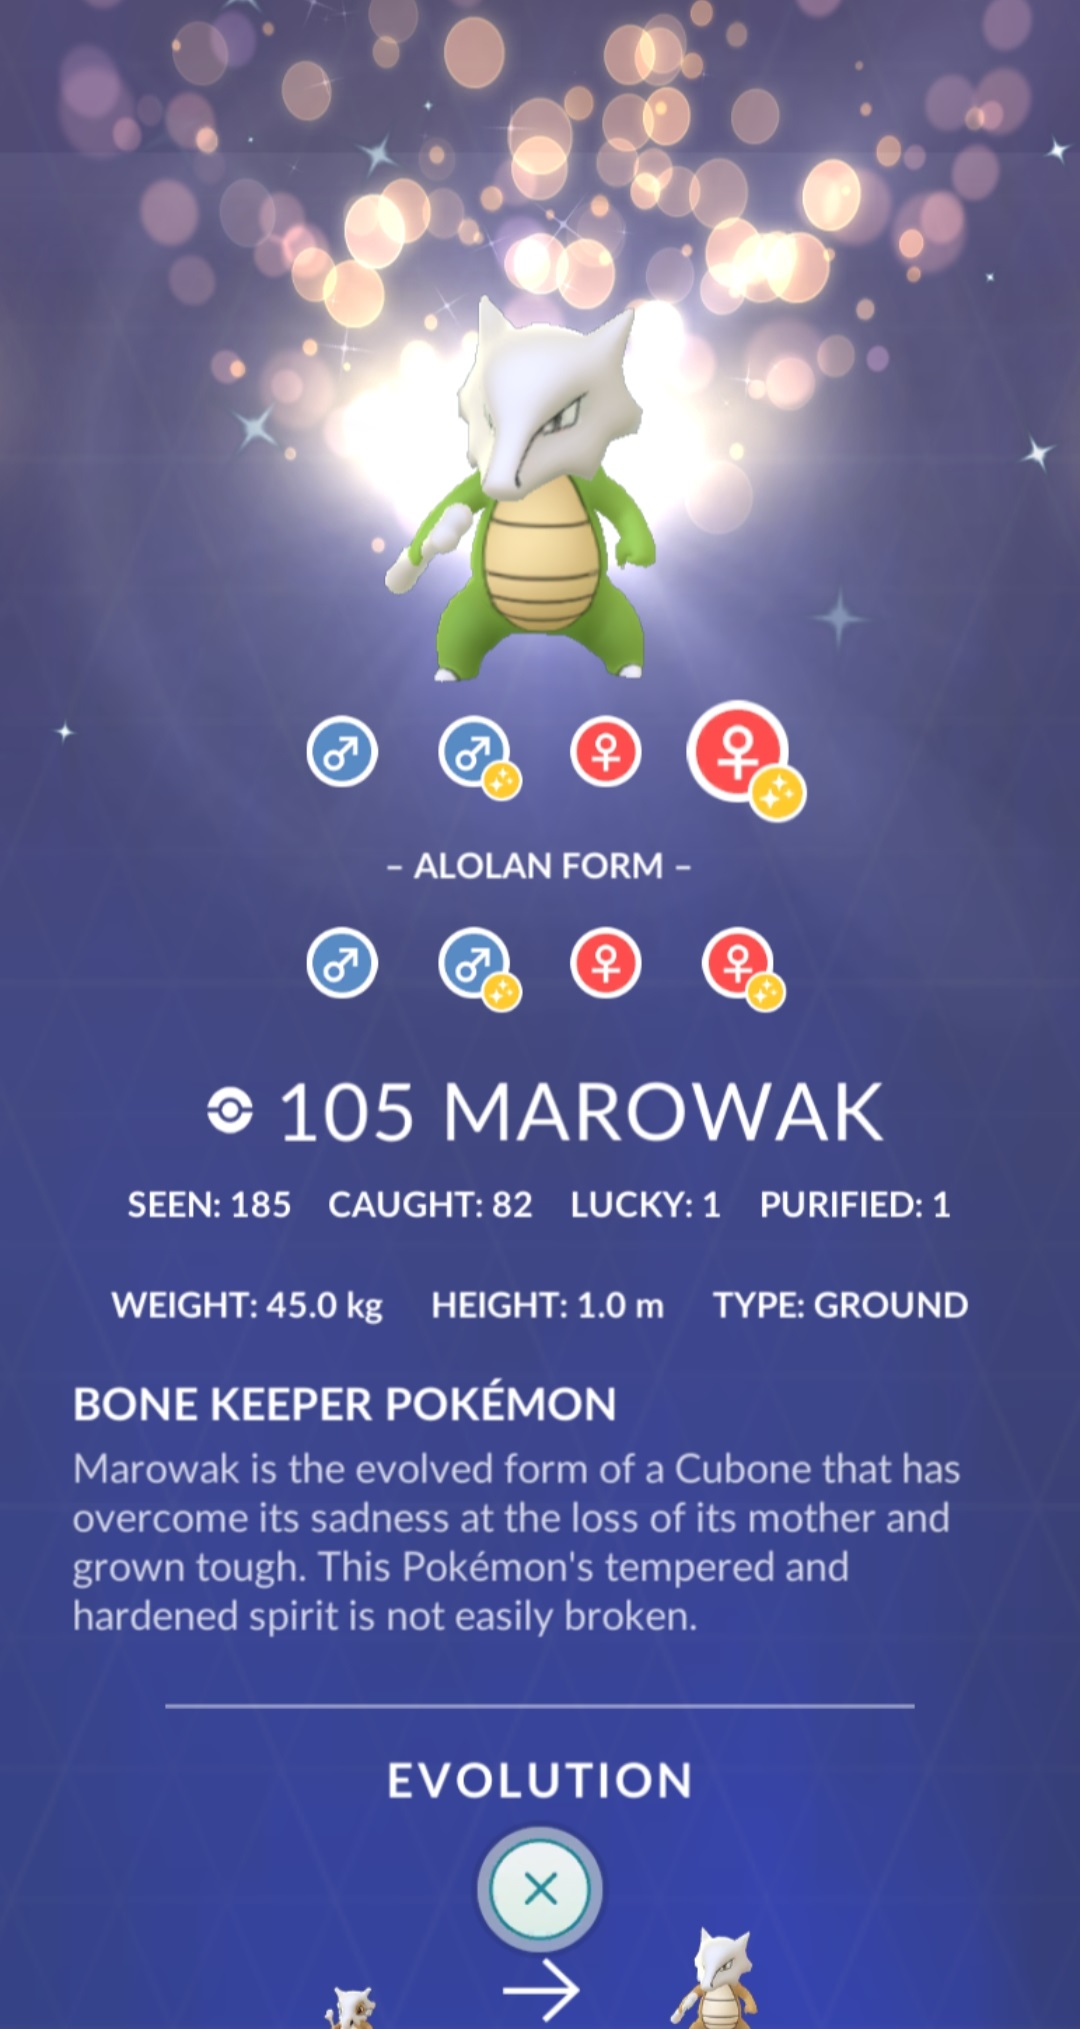 – ALOLAN FORM –
105 MAROWAK
SEEN: 185 CAUGHT: 82 LUCKY: 1 PURIFIED: 1
WEIGHT: 45.0 kg HEIGHT: 1.0 m TYPE: GROUND
BONE KEEPER POKÉMON
Marowak is the evolved form of a Cubone that has
overcome its sadness at the loss of its mother and
grown tough. This Pokémon's tempered and
hardened spirit is not easily broken.
EVOLUTION